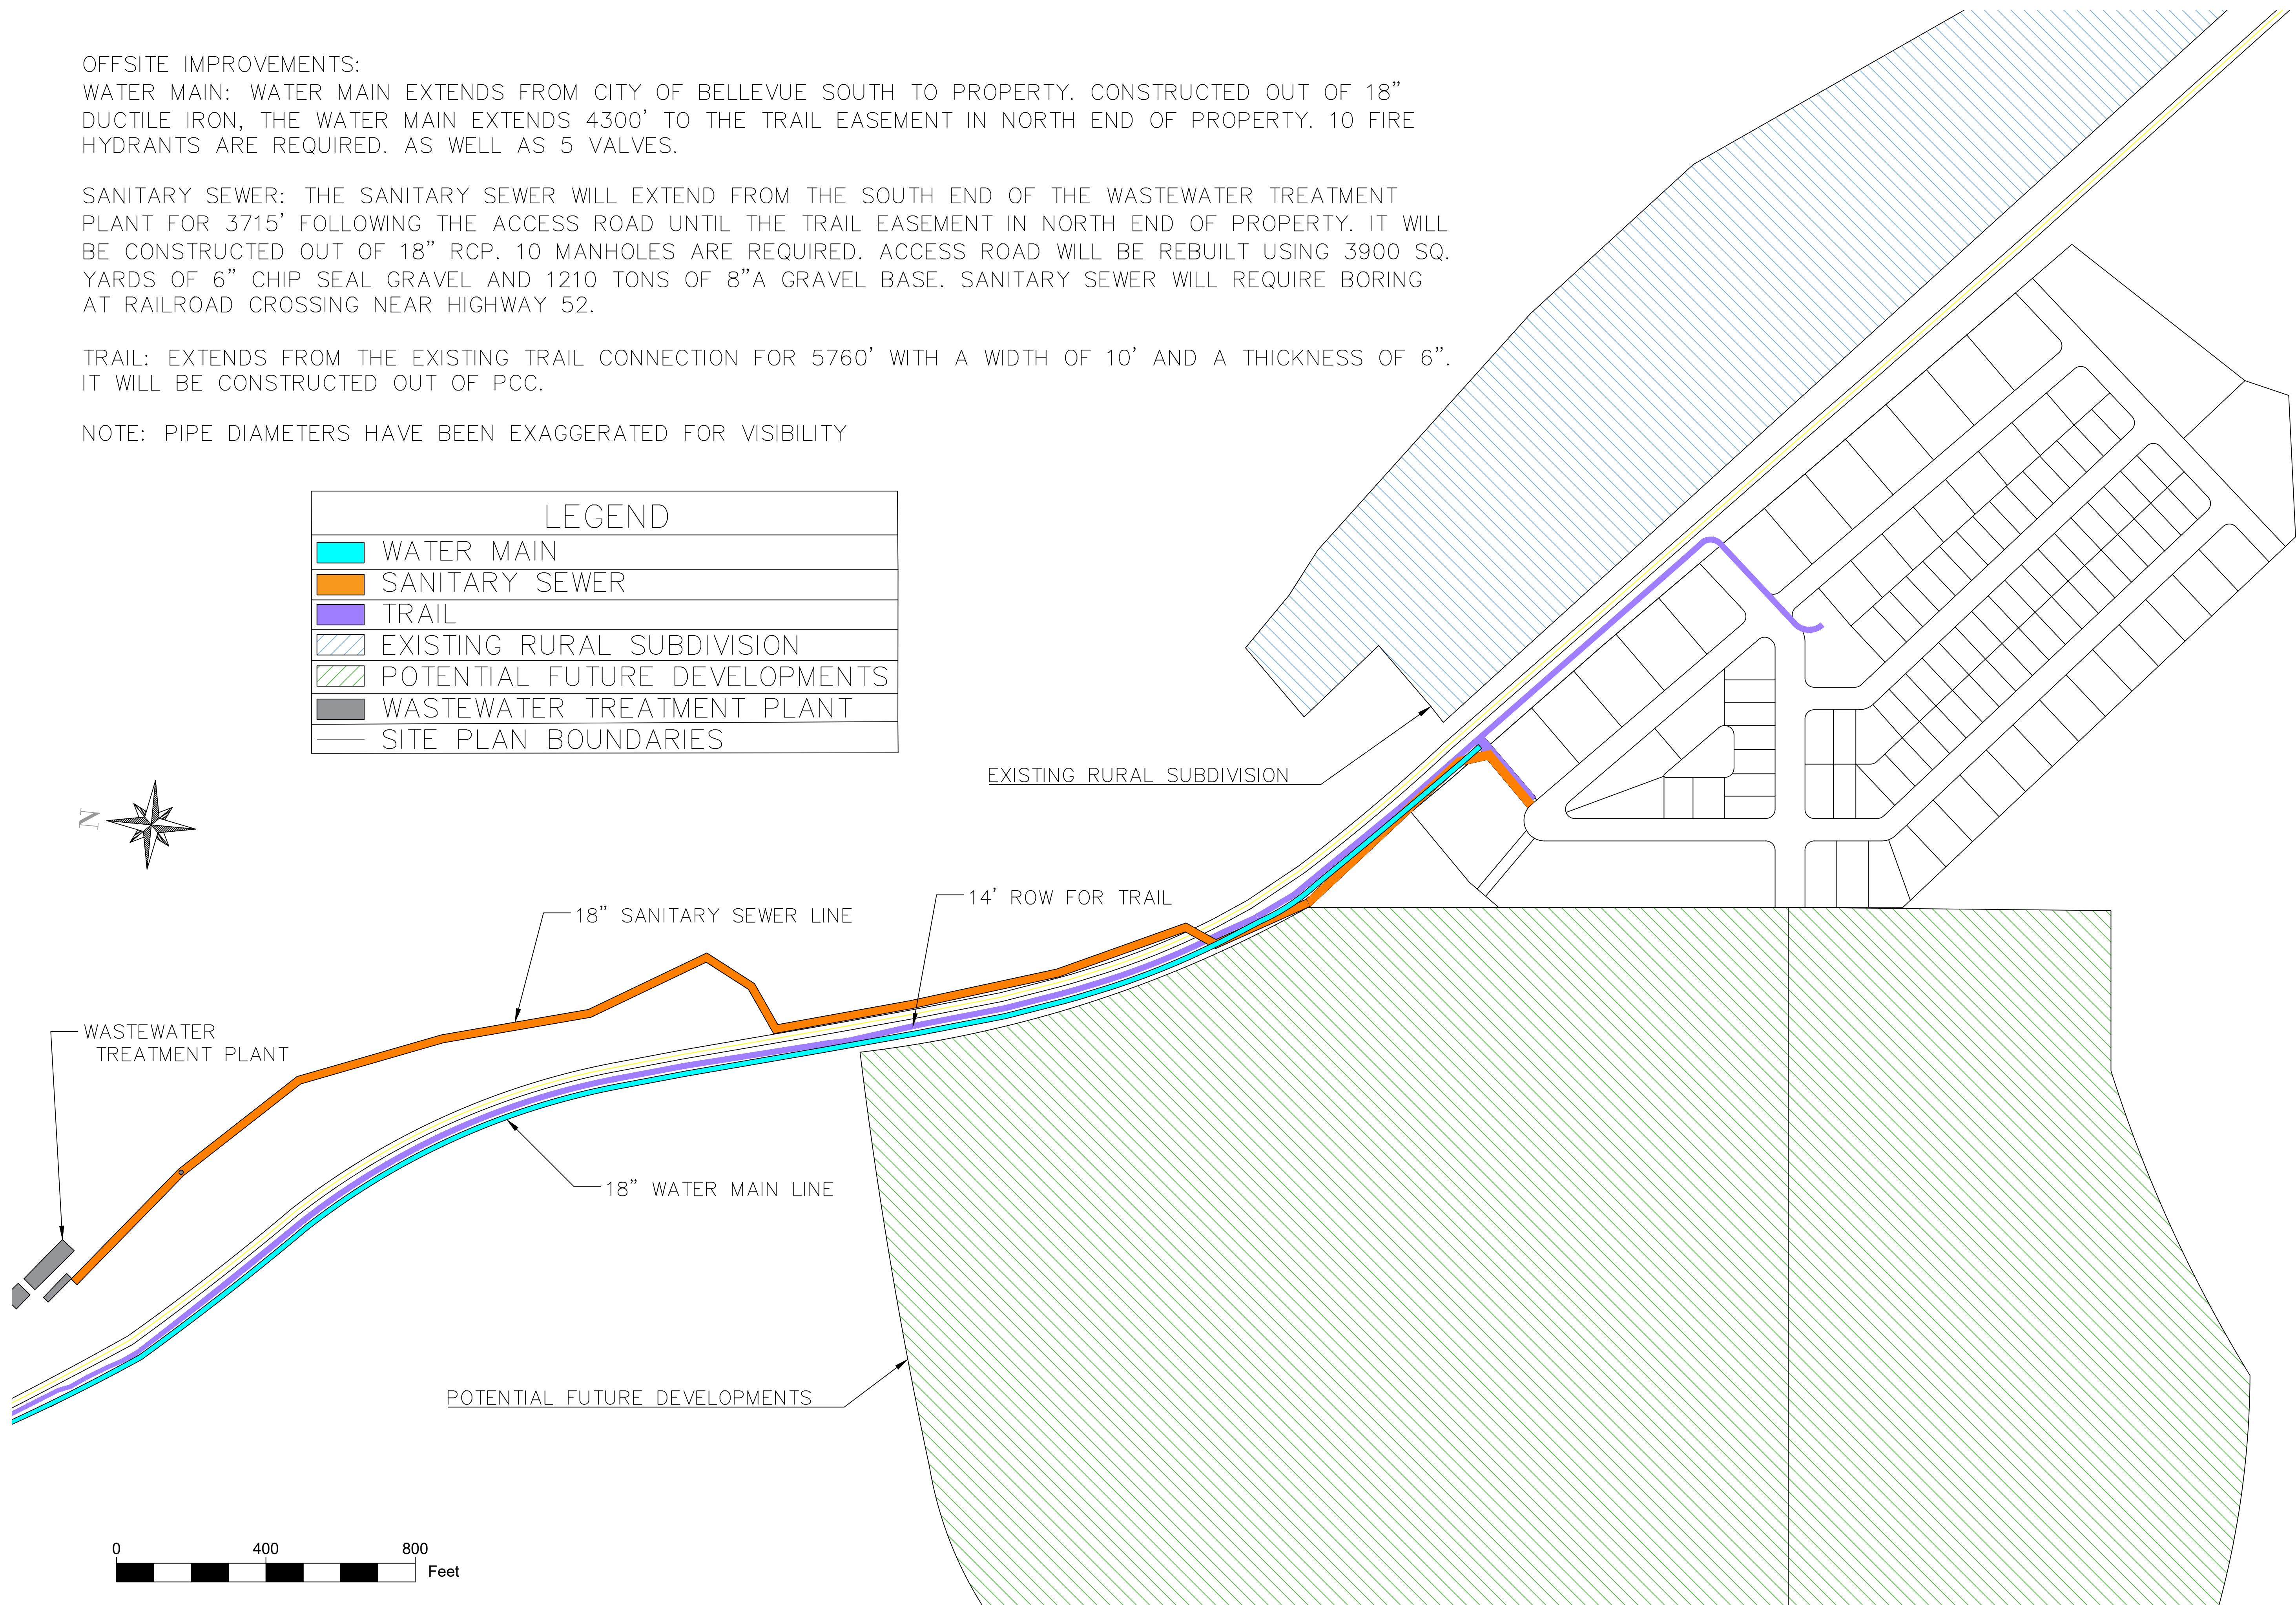 OFFSITE IMPROVEMENTS:
WATER MAIN: WATER MAIN EXTENDS FROM CITY OF BELLEVUE SOUTH TO PROPERTY. CONSTRUCTED OUT OF 18”
DUCTILE IRON, THE WATER MAIN EXTENDS 4300’ TO THE TRAIL EASEMENT IN NORTH END OF PROPERTY. 10 FIRE
HYDRANTS ARE REQUIRED. AS WELL AS 5 VALVES.
SANITARY SEWER: THE SANITARY SEWER WILL EXTEND FROM THE SOUTH END OF THE WASTEWATER TREATMENT
PLANT FOR 3715’ FOLLOWING THE ACCESS ROAD UNTIL THE TRAIL EASEMENT IN NORTH END OF PROPERTY. IT WILL
BE CONSTRUCTED OUT OF 18” RCP. 10 MANHOLES ARE REQUIRED. ACCESS ROAD WILL BE REBUILT USING 3900 SQ.
YARDS OF 6” CHIP SEAL GRAVEL AND 1210 TONS OF 8”A GRAVEL BASE. SANITARY SEWER WILL REQUIRE BORING
AT RAILROAD CROSSING NEAR HIGHWAY 52.
TRAIL: EXTENDS FROM THE EXISTING TRAIL CONNECTION FOR 5760’ WITH A WIDTH OF 10’ AND A THICKNESS OF 6”.
IT WILL BE CONSTRUCTED OUT OF PCC.
NOTE: PIPE DIAMETERS HAVE BEEN EXAGGERATED FOR VISIBILITY
LEGEND
WATER MAIN
SANITARY SEWER
TRAIL
EXISTING RURAL SUBDIVISION
POTENTIAL FUTURE DEVELOPMENTS
WASTEWATER TREATMENT PLANT
SITE PLAN BOUNDARIES
EXISTING RURAL SUBDIVISION
N
14’ ROW FOR TRAIL
18” SANITARY SEWER LINE
WASTEWATER
TREATMENT PLANT
18” WATER MAIN LINE
POTENTIAL FUTURE DEVELOPMENTS
0 400 800
Feet